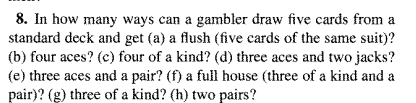 8. In how many ways can a gambler draw five cards from a
standard deck and get (a) a flush (five cards of the same suit)?
(b) four aces? (c) four of a kind? (d) three aces and two jacks?
(e) three aces and a pair? (f) a full house (three of a kind and a
pair)? (g) three of a kind? (h) two pairs?